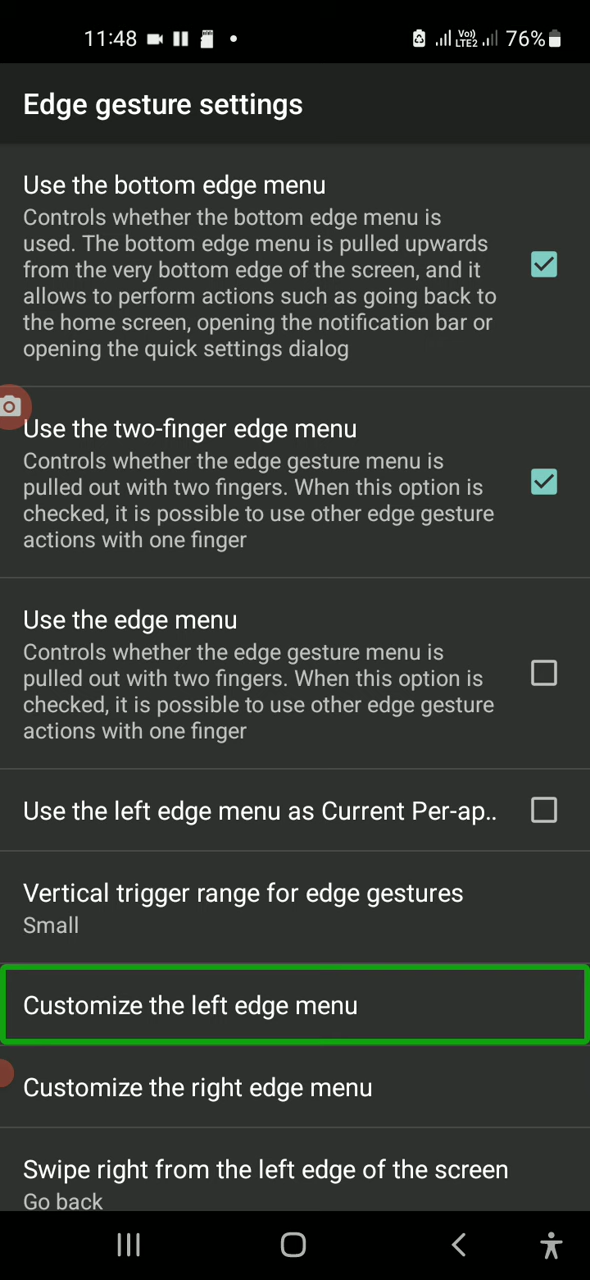 11:48
Vo))
LTE2
76%
Edge gesture settings
Use the bottom edge menu
Controls whether the bottom edge menu is
used. The bottom edge menu is pulled upwards
from the very bottom edge of the screen, and it
allows to perform actions such as going back to
the home screen, opening the notification bar or
opening the quick settings dialog
Use the two-finger edge menu
Controls whether the edge gesture menu is
pulled out with two fingers. When this option is
checked, it is possible to use other edge gesture
actions with one finger
Use the edge menu
Controls whether the edge gesture menu is
pulled out with two fingers. When this option is
checked, it is possible to use other edge gesture
actions with one finger
Use the left edge menu as Current Per-ap..
Vertical trigger range for edge gestures
Small
Customize the left edge menu
Customize the right edge menu
Swipe right from the left edge of the screen
Go back